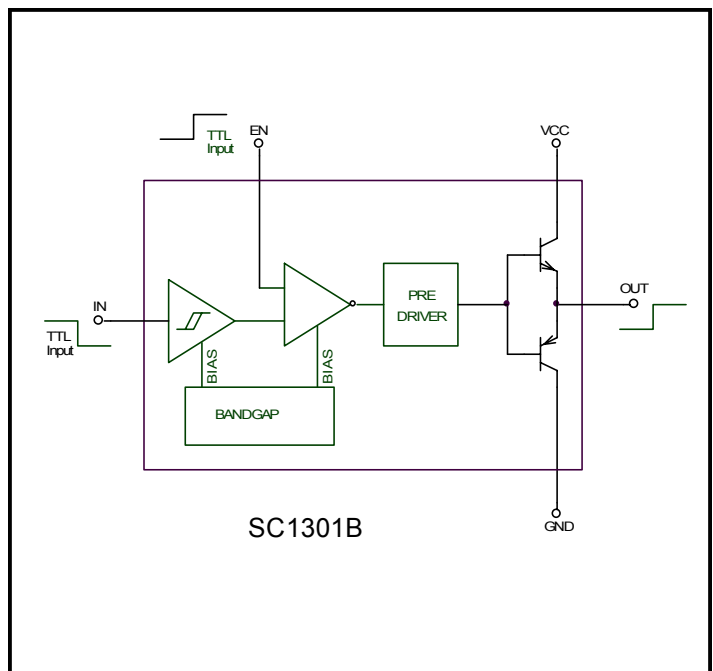 TTL
Input
EN
VCC
IN
TTL
Input
PRE
DRIVER
OUT
BIAS
BIAS
BANDGAP
SC1301B
GND